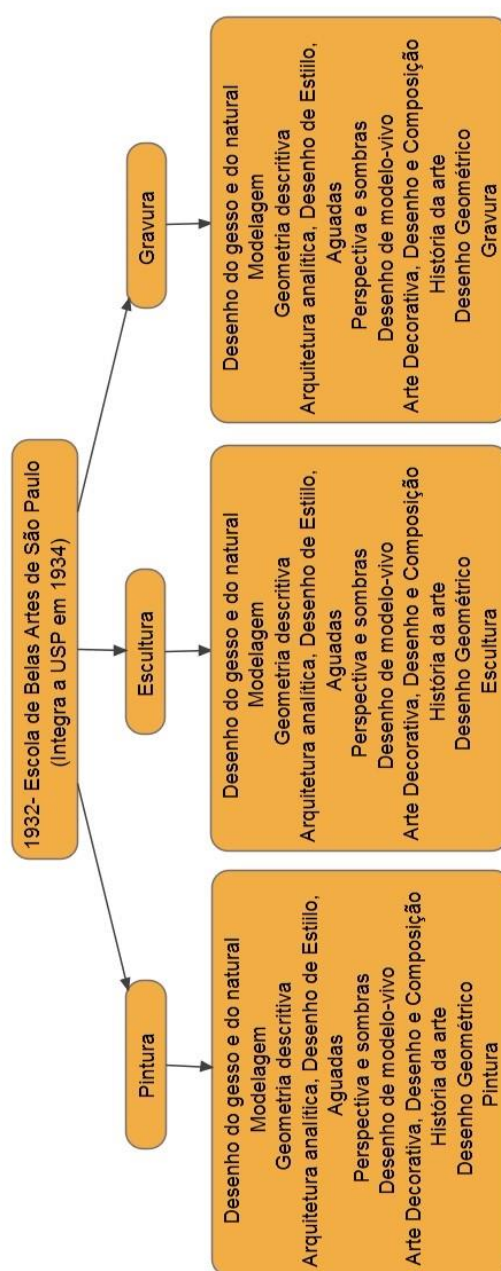 1932- Escola de Belas Artes de São Paulo
(Integra a USP em 1934)
Pintura
Escultura
Gravura
Desenho do gesso e do natural
Modelagem
Geometria descritiva
Arquitetura analítica, Desenho de Estiilo,
Aguadas
Perspectiva e sombras
Desenho de modelo-vivo
Arte Decorativa, Desenho e Composição
História da arte
Desenho Geométrico
Pintura
Desenho do gesso e do natural
Modelagem
Geometria descritiva
Arquitetura analítica, Desenho de Estiilo,
Aguadas
Perspectiva e sombras
Desenho de modelo-vivo
Arte Decorativa, Desenho e Composição
História da arte
Desenho Geométrico
Escultura
Desenho do gesso e do natural
Modelagem
Geometria descritiva
Arquitetura analítica, Desenho de Estiilo,
Aguadas
Perspectiva e sombras
Desenho de modelo-vivo
Arte Decorativa, Desenho e Composição
História da arte
Desenho Geométrico
Gravura